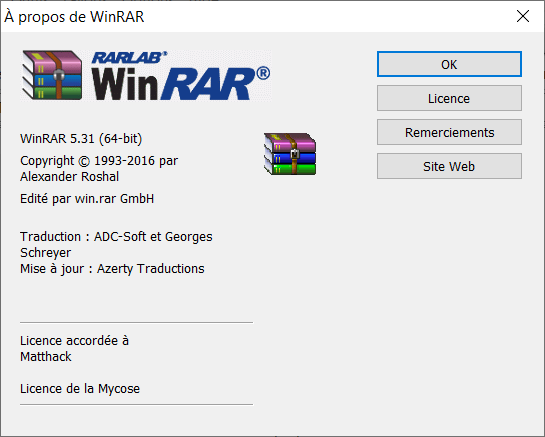 À propos de WinRAR
RARLAB®
WinRAR®
OK
Licence
Remerciements
Site Web
WinRAR 5.31 (64-bit)
Copyright © 1993-2016 par
Alexander Roshal
Edité par win.rar GmbH
Traduction : ADC-Soft et Georges
Schreyer
Mise à jour : Azerty Traductions
Licence accordée à
Matthack
Licence de la Mycose